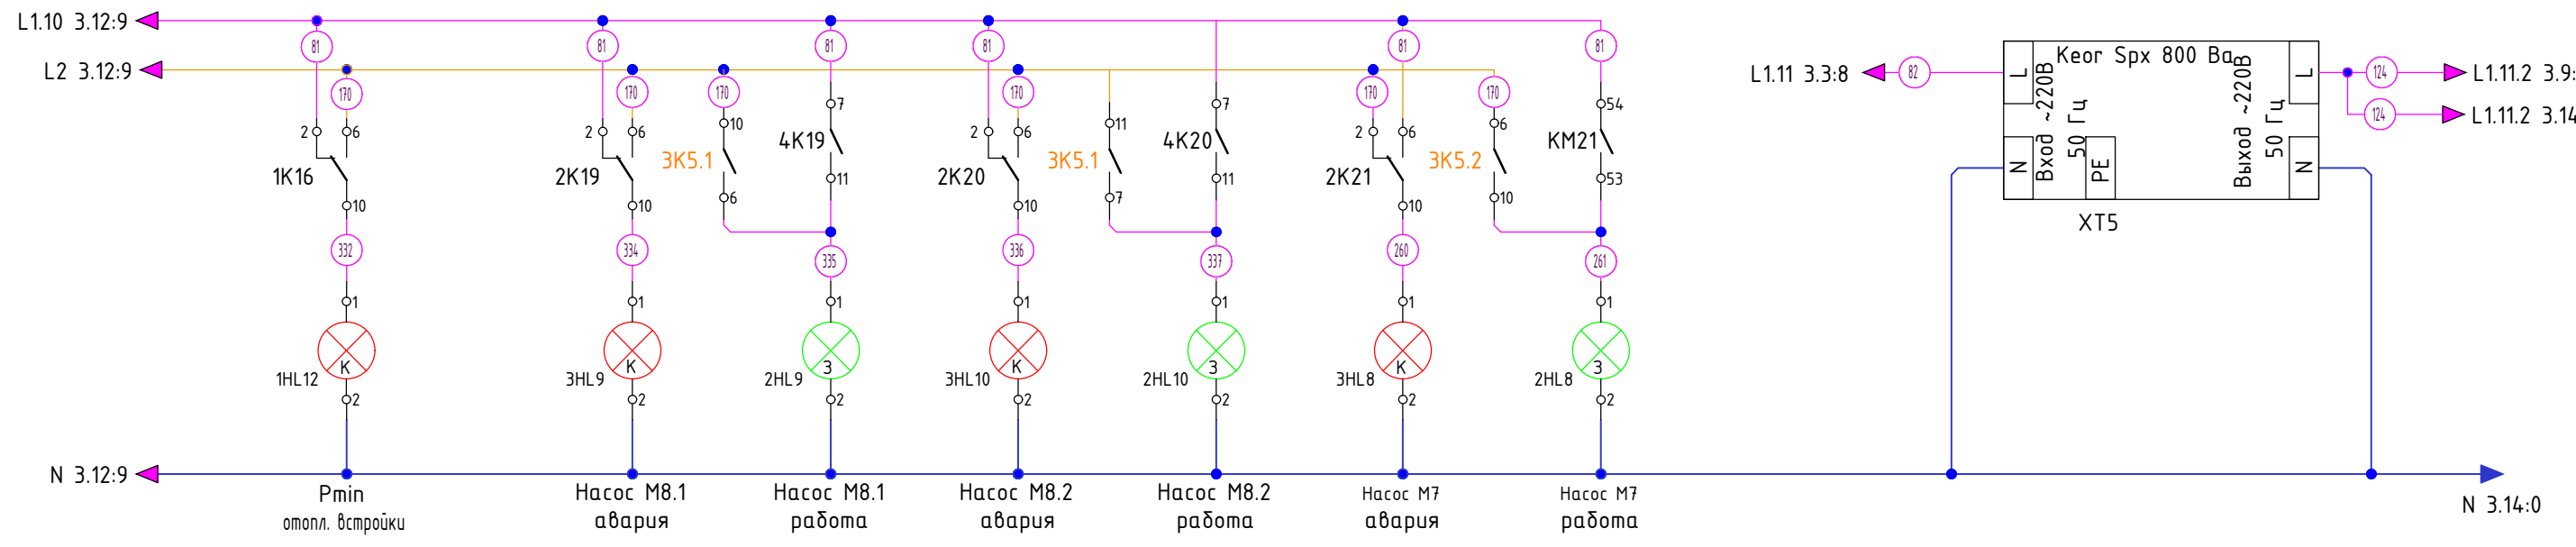 L1.10 3.12:9
L2 3.12:9
81 81 81 81 81 81
170 170 170 170 170 170
2 6 2 6 10 7 2 6 11 7 2 6 6 54
1K16 2K19 3K5.1 4K19 2K20 3K5.1 4K20 2K21 3K5.2 KM21
10 10 6 11 10 7 11 10 10 53
332 334 335 336 337 260 261
1 1 1 1 1 1 1
К К З К З К З
1HL12 3HL9 2HL9 3HL10 2HL10 3HL8 2HL8
2 2 2 2 2 2 2
N 3.12:9
Pmin
отопл. встройки
Насос М8.1
авария
Насос М8.1
работа
Насос М8.2
авария
Насос М8.2
работа
Насос М7
авария
Насос М7
работа
L1.11 3.3:8
82
Keor Spx 800 Ва
L
N
Вход ~220В
50 Гц
PE
Выход ~220В
50 Гц
L
N
XT5
124
L1.11.2 3.9:
124
L1.11.2 3.14
N 3.14:0